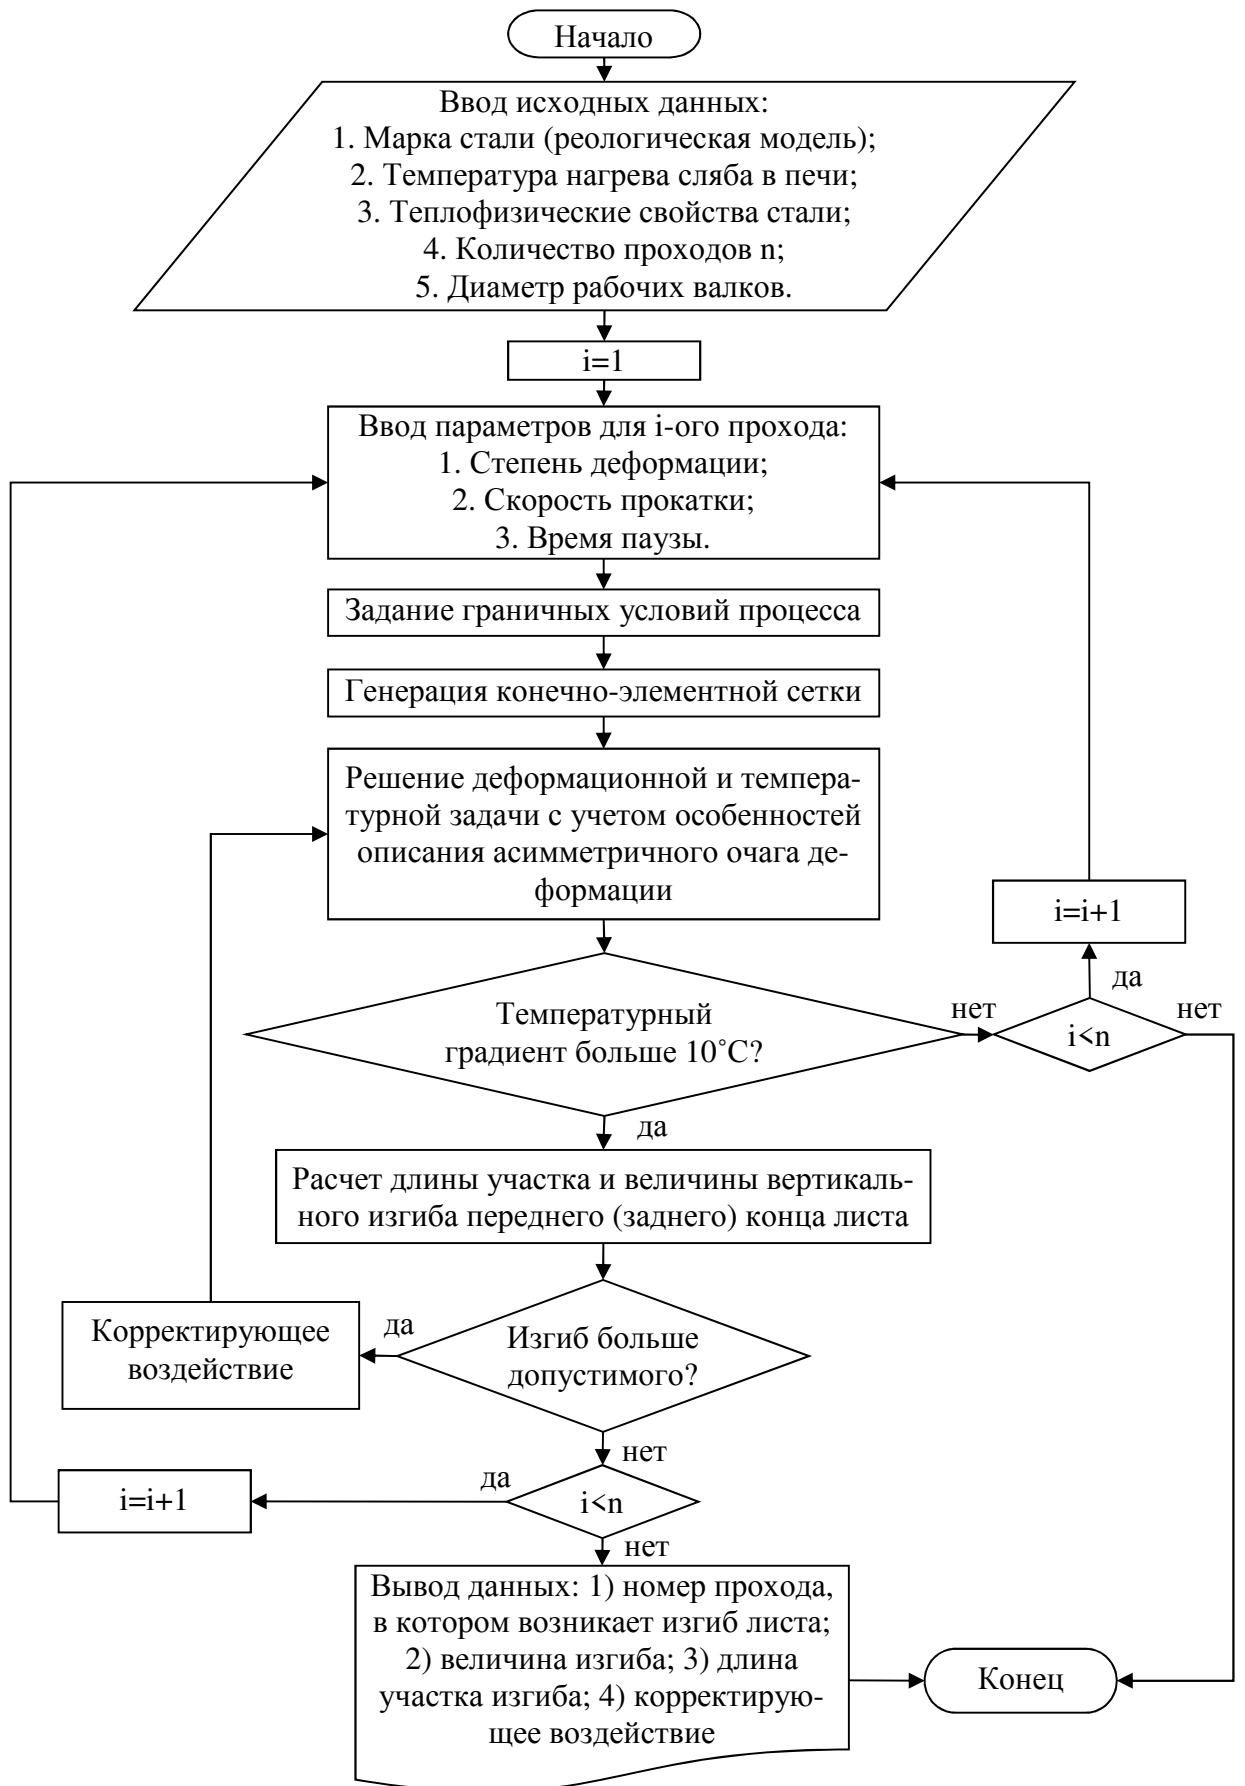 Начало
Ввод исходных данных:
1. Марка стали (реологическая модель);
2. Температура нагрева сляба в печи;
3. Теплофизические свойства стали;
4. Количество проходов n;
5. Диаметр рабочих валков.
i=1
Ввод параметров для i-ого прохода:
1. Степень деформации;
2. Скорость прокатки;
3. Время паузы.
Задание граничных условий процесса
Генерация конечно-элементной сетки
Решение деформационной и темпера-
турной задачи с учетом особенностей
описания асимметричного очага де-
формации
i=i+1
да
нет
нет
Температурный
градиент больше 10˚С?
i<n
да
Расчет длины участка и величины вертикаль-
ного изгиба переднего (заднего) конца листа
Корректирующее
воздействие
да
Изгиб больше
допустимого?
нет
да
i=i+1
i<n
нет
Вывод данных: 1) номер прохода,
в котором возникает изгиб листа;
2) величина изгиба; 3) длина
участка изгиба; 4) корректирую-
щее воздействие
Конец